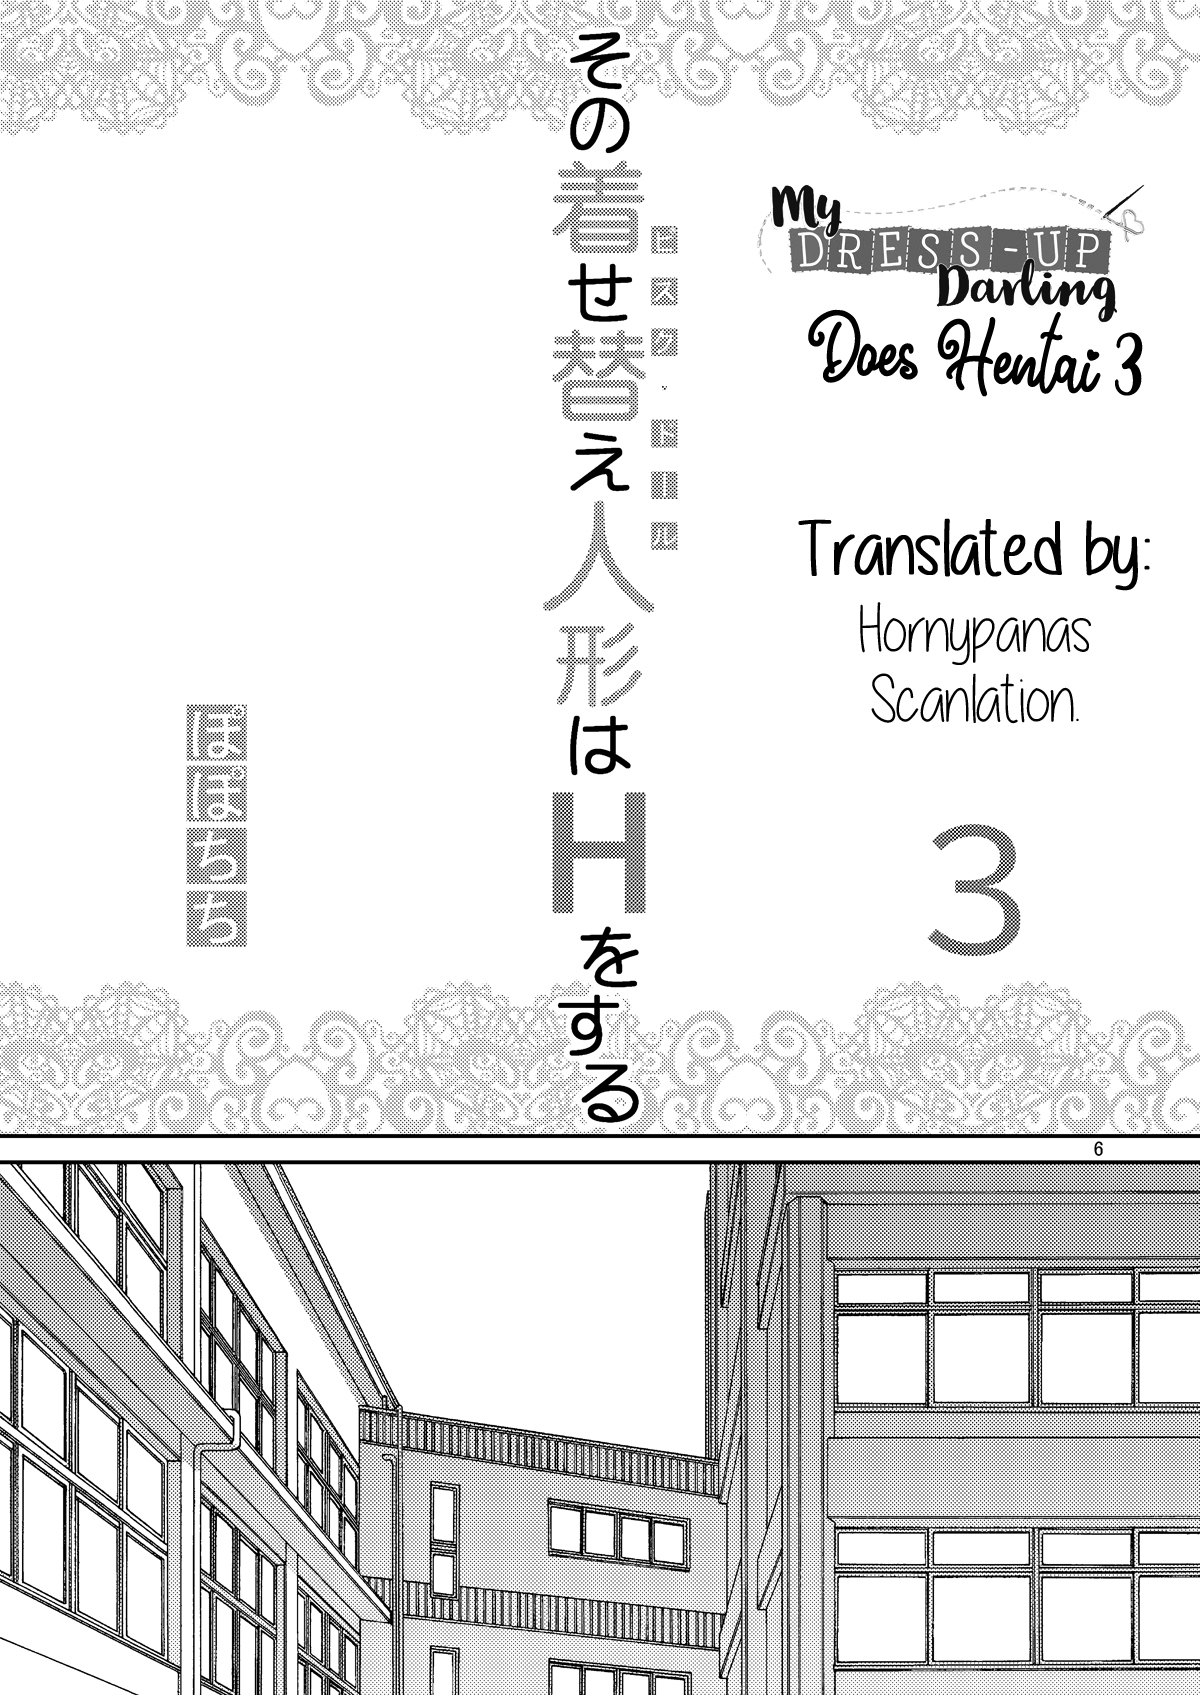 My
DRESS-UP
Darling
Does Hentai 3
Translated by:
Hornypanas
Scanlation.
3
その着せ替え人形はHをする
ビスク・ドール
ぽぽちち
6